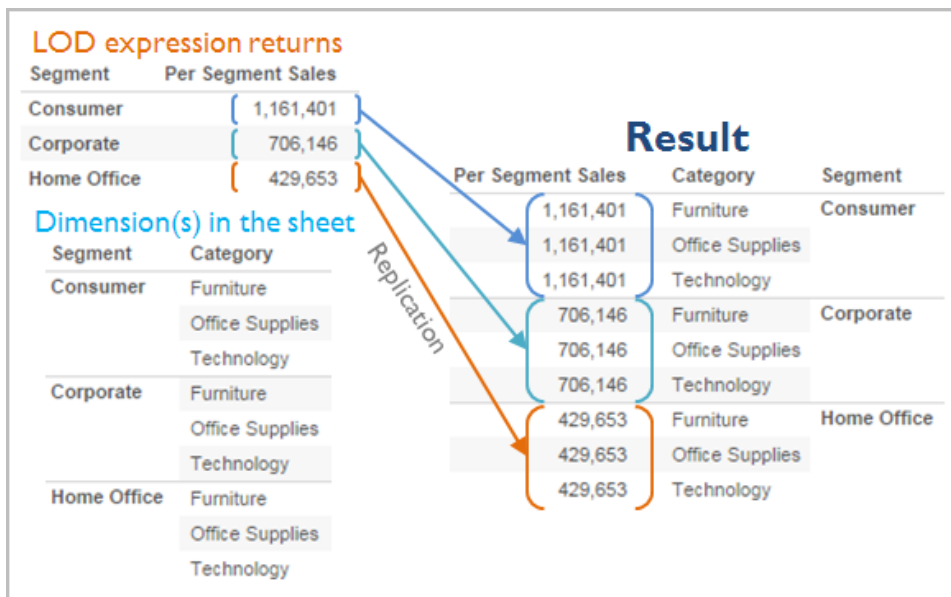 LOD expression returns
Segment Per Segment Sales
Consumer 1,161,401
Corporate 706,146
Home Office 429,653
Dimension(s) in the sheet
Segment Category
Consumer Furniture
Office Supplies
Technology
Corporate Furniture
Office Supplies
Technology
Home Office Furniture
Office Supplies
Technology
Replication
Result
Per Segment Sales Category Segment
1,161,401 Furniture Consumer
1,161,401 Office Supplies
1,161,401 Technology
706,146 Furniture Corporate
706,146 Office Supplies
706,146 Technology
429,653 Furniture Home Office
429,653 Office Supplies
429,653 Technology